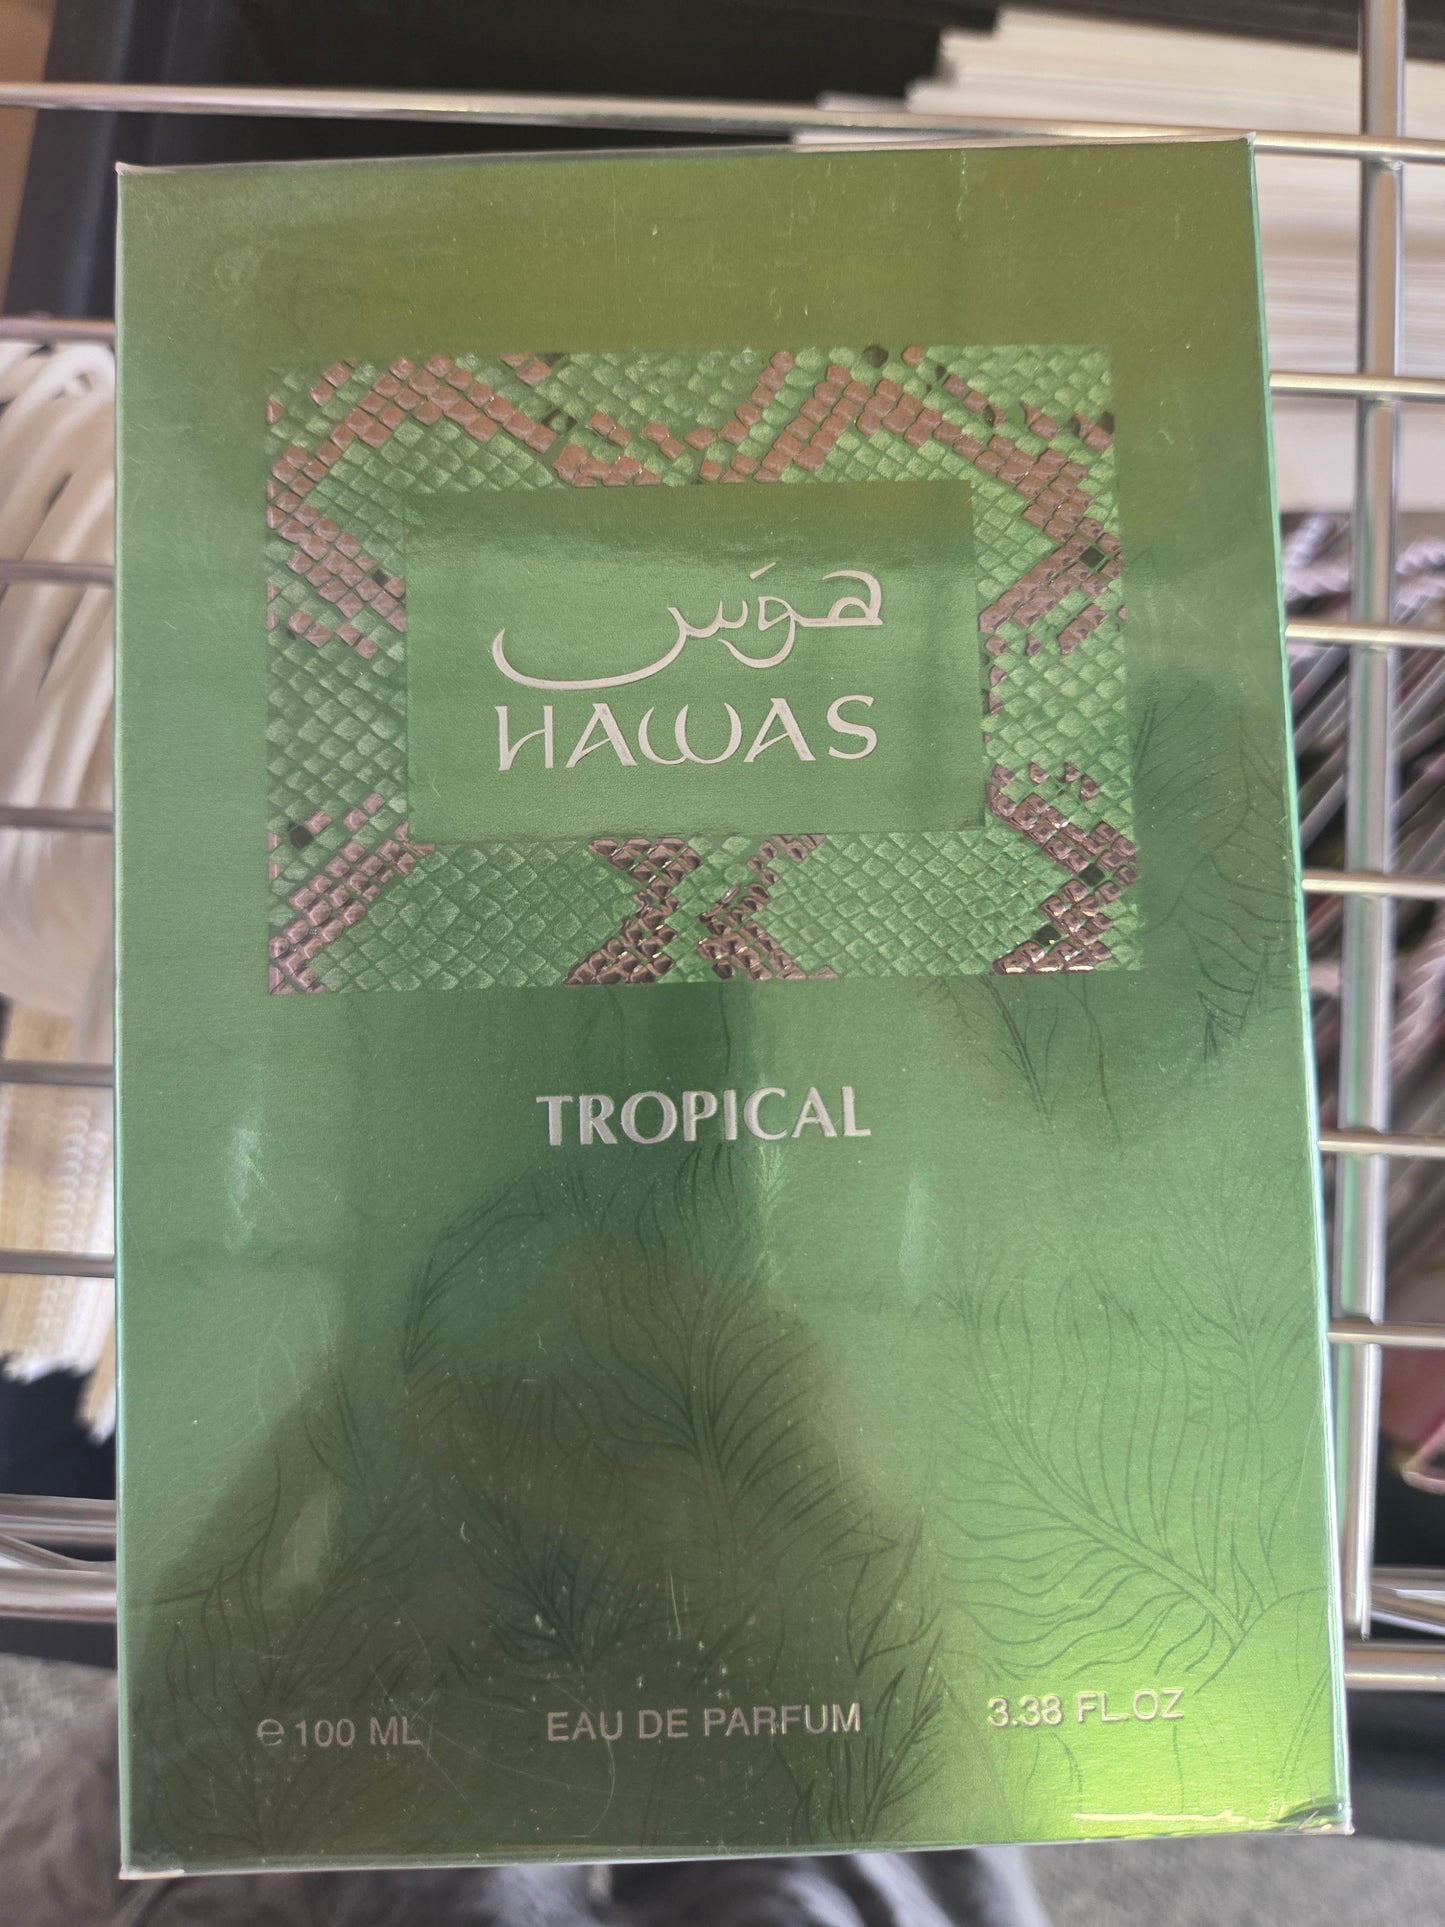 هوَس
HAWAS
TROPICAL
℮ 100 ML EAU DE PARFUM 3.38 FL.OZ